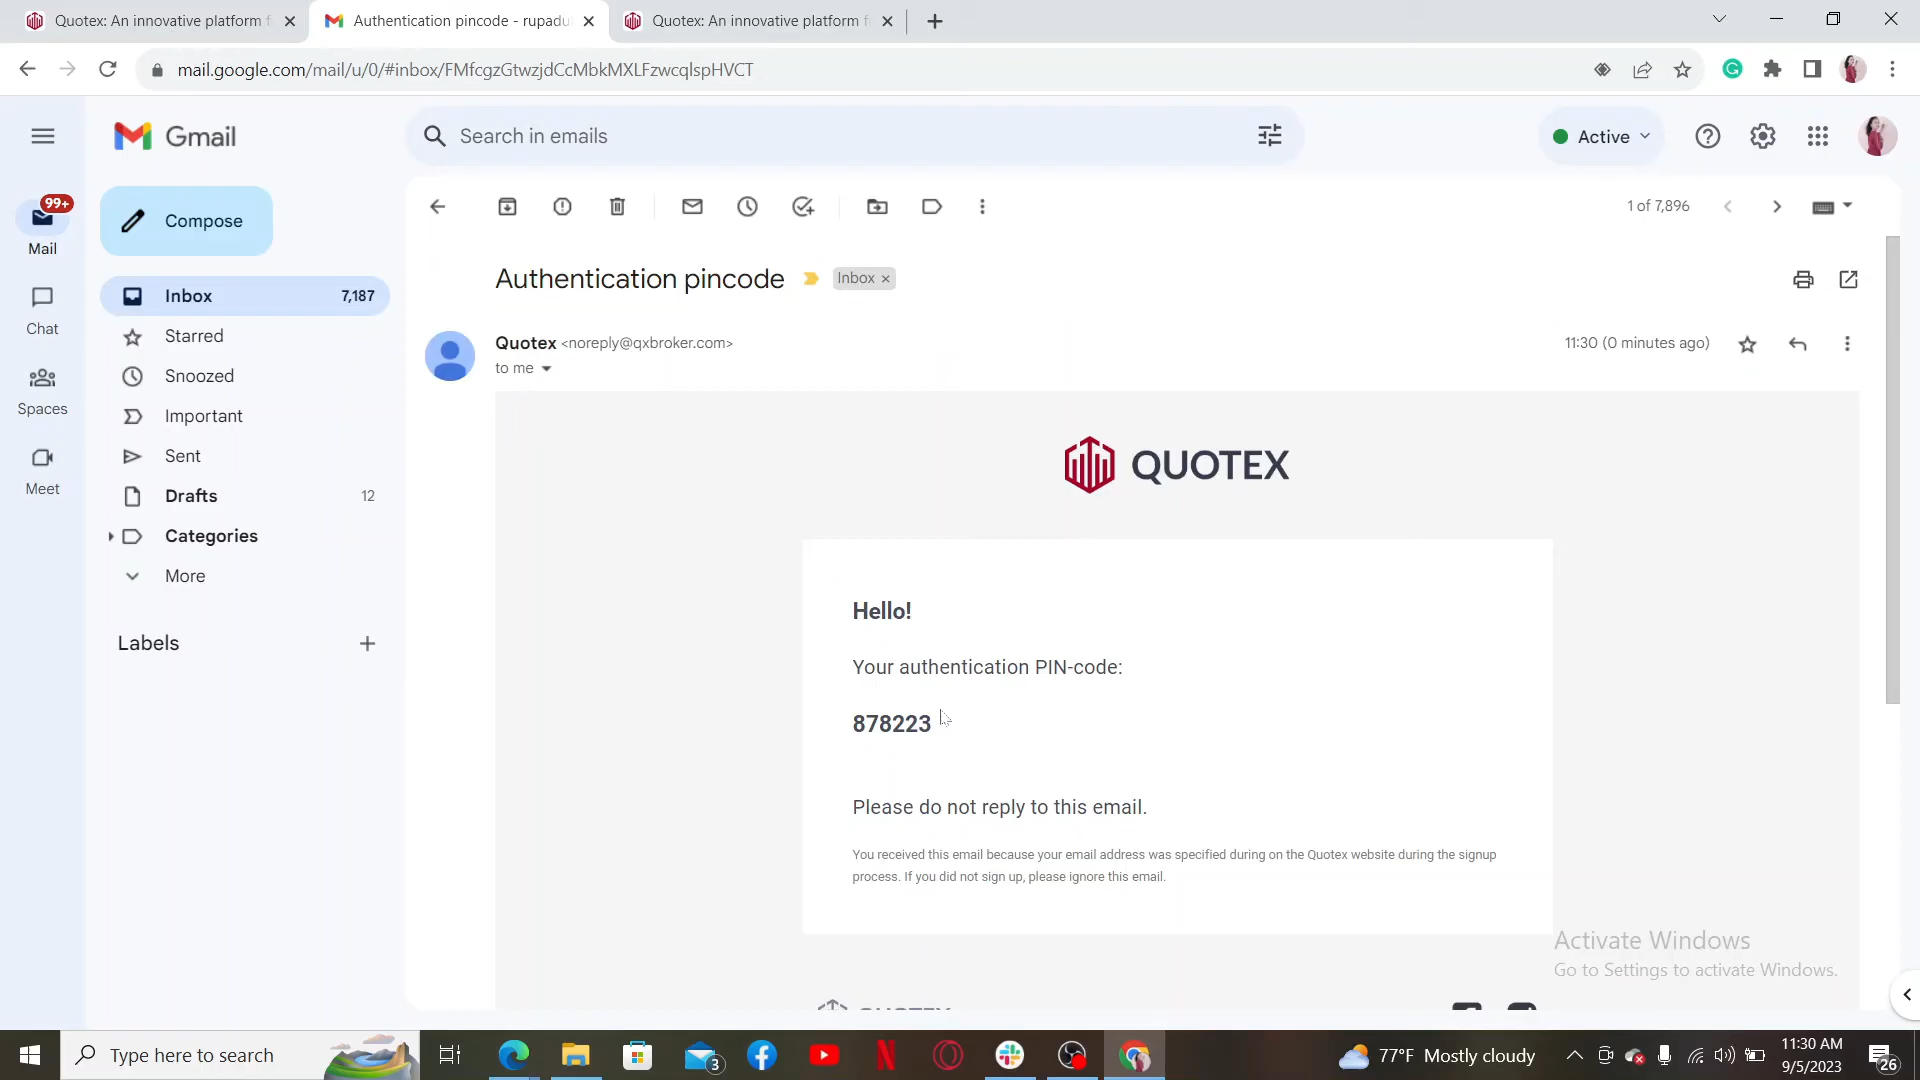 Quotex: An innovative platform f
Authentication pincode - rupadu
Quotex: An innovative platform f
mail.google.com/mail/u/0/#inbox/FMfcgzGtwzjdCcMbkMXLFzwcqlspHVCT
Gmail
Search in emails
Active
99+
Mail
Compose
1 of 7,896
Chat
Inbox 7,187
Authentication pincode
Inbox ×
Starred
Quotex <noreply@qxbroker.com>
11:30 (0 minutes ago)
to me
Snoozed
Spaces
Important
Sent
QUOTEX
Meet
Drafts 12
Categories
More
Hello!
Labels
Your authentication PIN-code:
878223
Please do not reply to this email.
You received this email because your email address was specified during on the Quotex website during the signup
process. If you did not sign up, please ignore this email.
Activate Windows
Go to Settings to activate Windows.
Type here to search
3
77°F Mostly cloudy
11:30 AM
9/5/2023
26